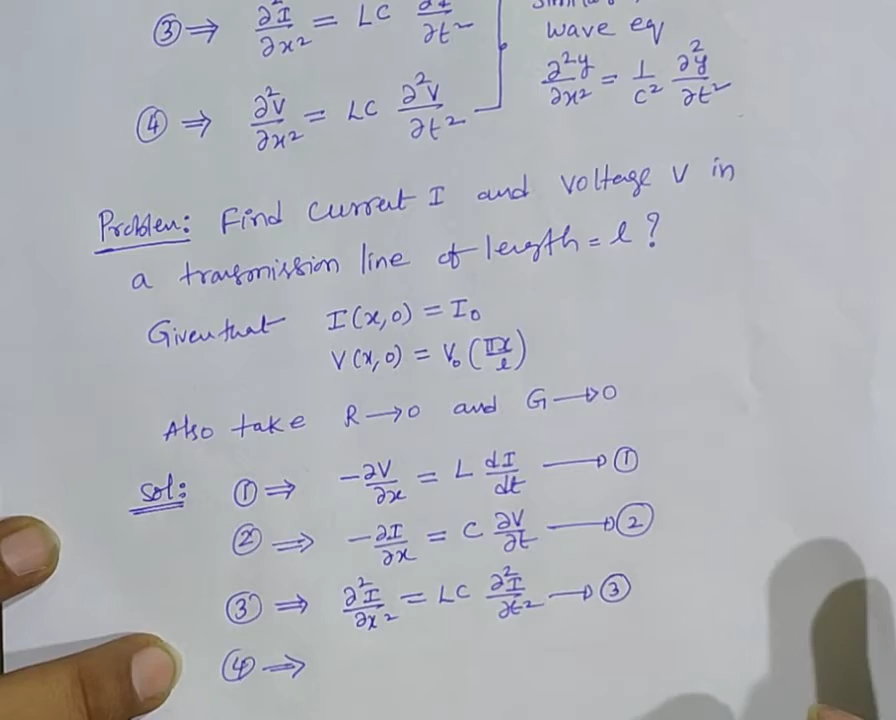 ③ ⇒ ∂²I/∂x² = LC ∂²I/∂t²
wave eq
④ ⇒ ∂²V/∂x² = LC ∂²V/∂t²
∂²y/∂x² = 1/c² ∂²y/∂t²
Problem: Find current I and voltage V in
a transmission line of length = l ?
Given that I(x,0) = I₀
V(x,0) = V₀ (πx/l)
Also take R → 0 and G → 0
Sol: ① ⇒ -∂V/∂x = L dI/dt → ①
② ⇒ -∂I/∂x = C ∂V/∂t → ②
③ ⇒ ∂²I/∂x² = LC ∂²I/∂t² → ③
④ ⇒